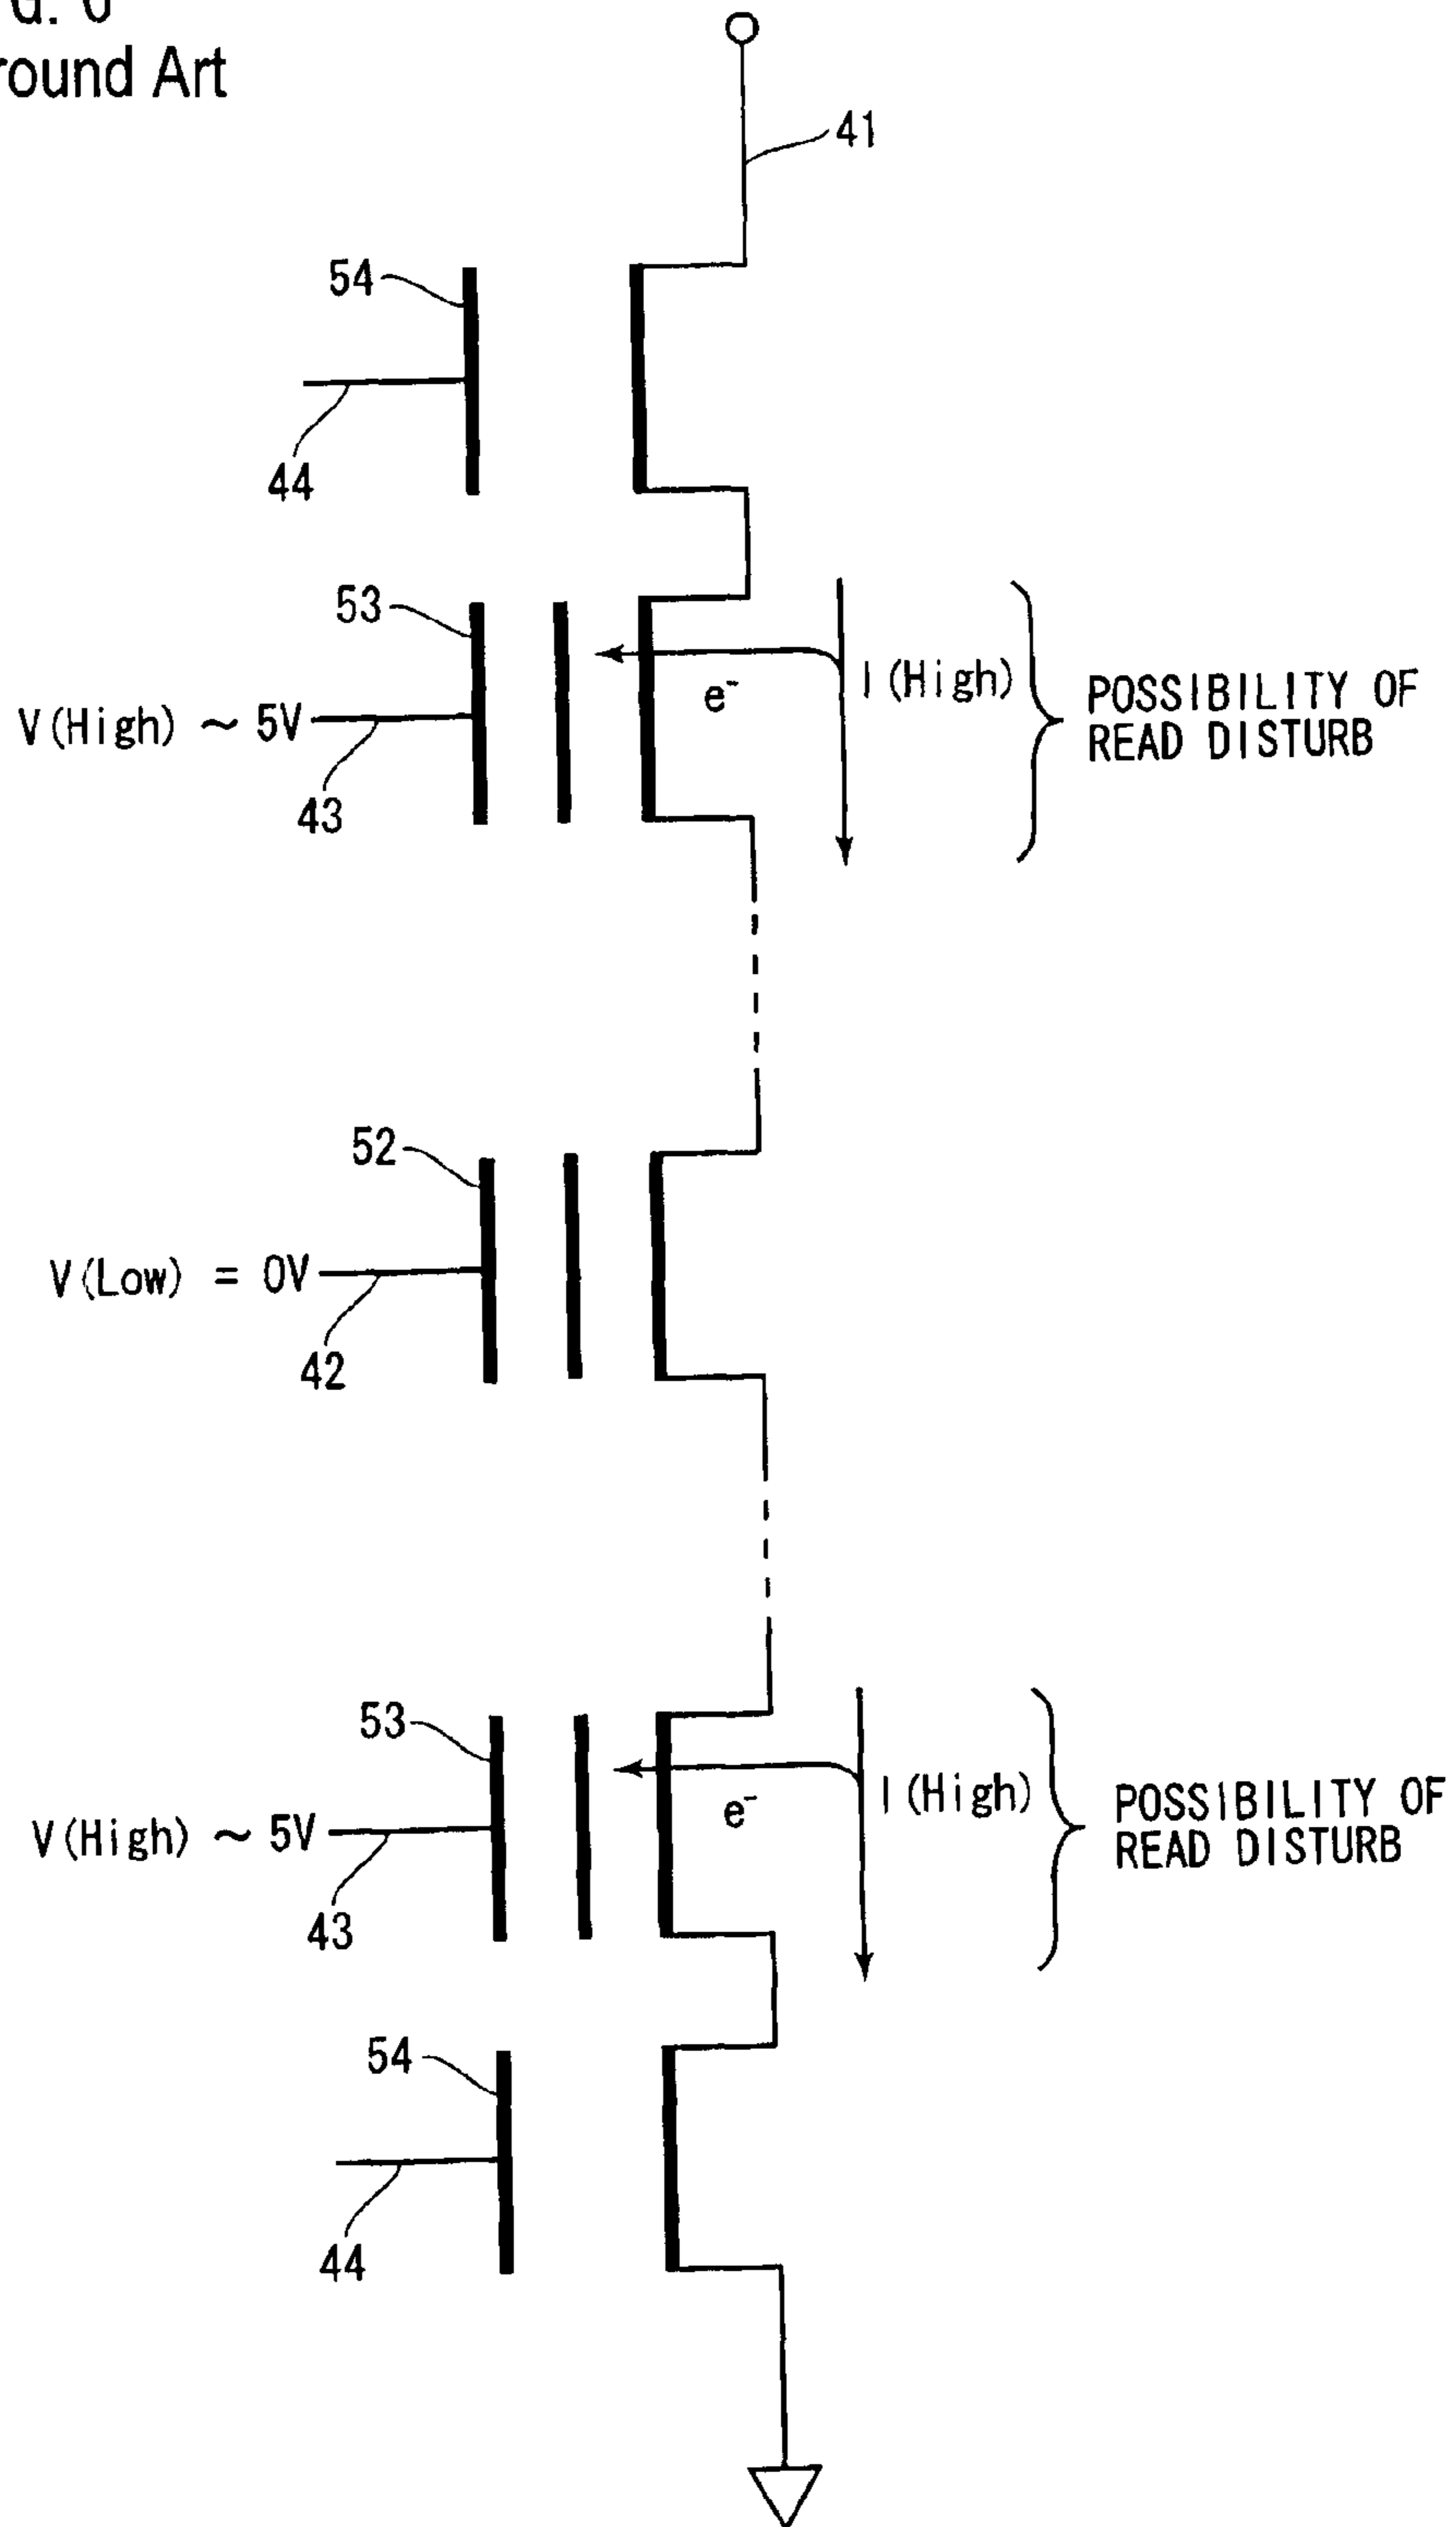 round Art
41
54
44
53
V(High) ~ 5V
43
e⁻
I(High)
POSSIBILITY OF
READ DISTURB
52
V(Low) = 0V
42
53
V(High) ~ 5V
43
e⁻
I(High)
POSSIBILITY OF
READ DISTURB
54
44